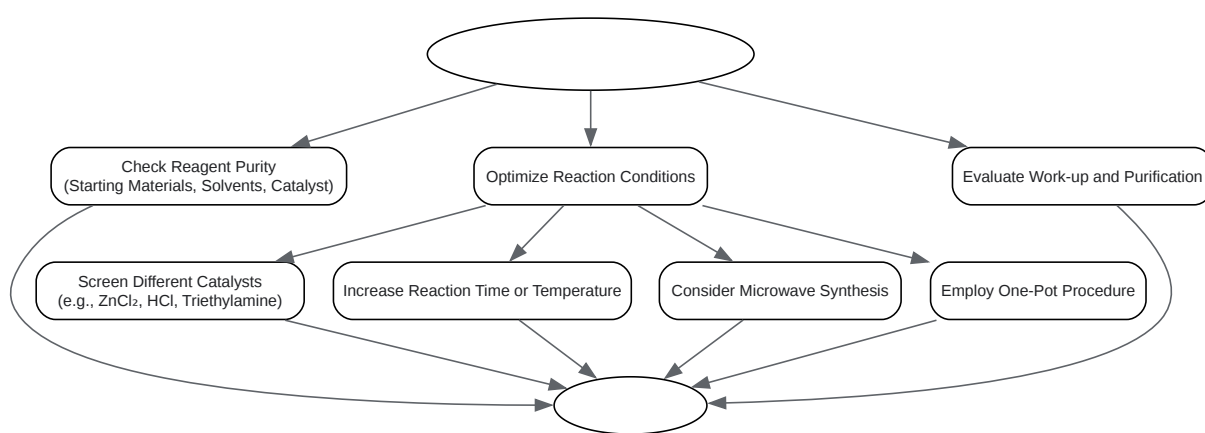 Check Reagent Purity
(Starting Materials, Solvents, Catalyst)
Optimize Reaction Conditions
Evaluate Work-up and Purification
Screen Different Catalysts
(e.g., ZnCl₂, HCl, Triethylamine)
Increase Reaction Time or Temperature
Consider Microwave Synthesis
Employ One-Pot Procedure